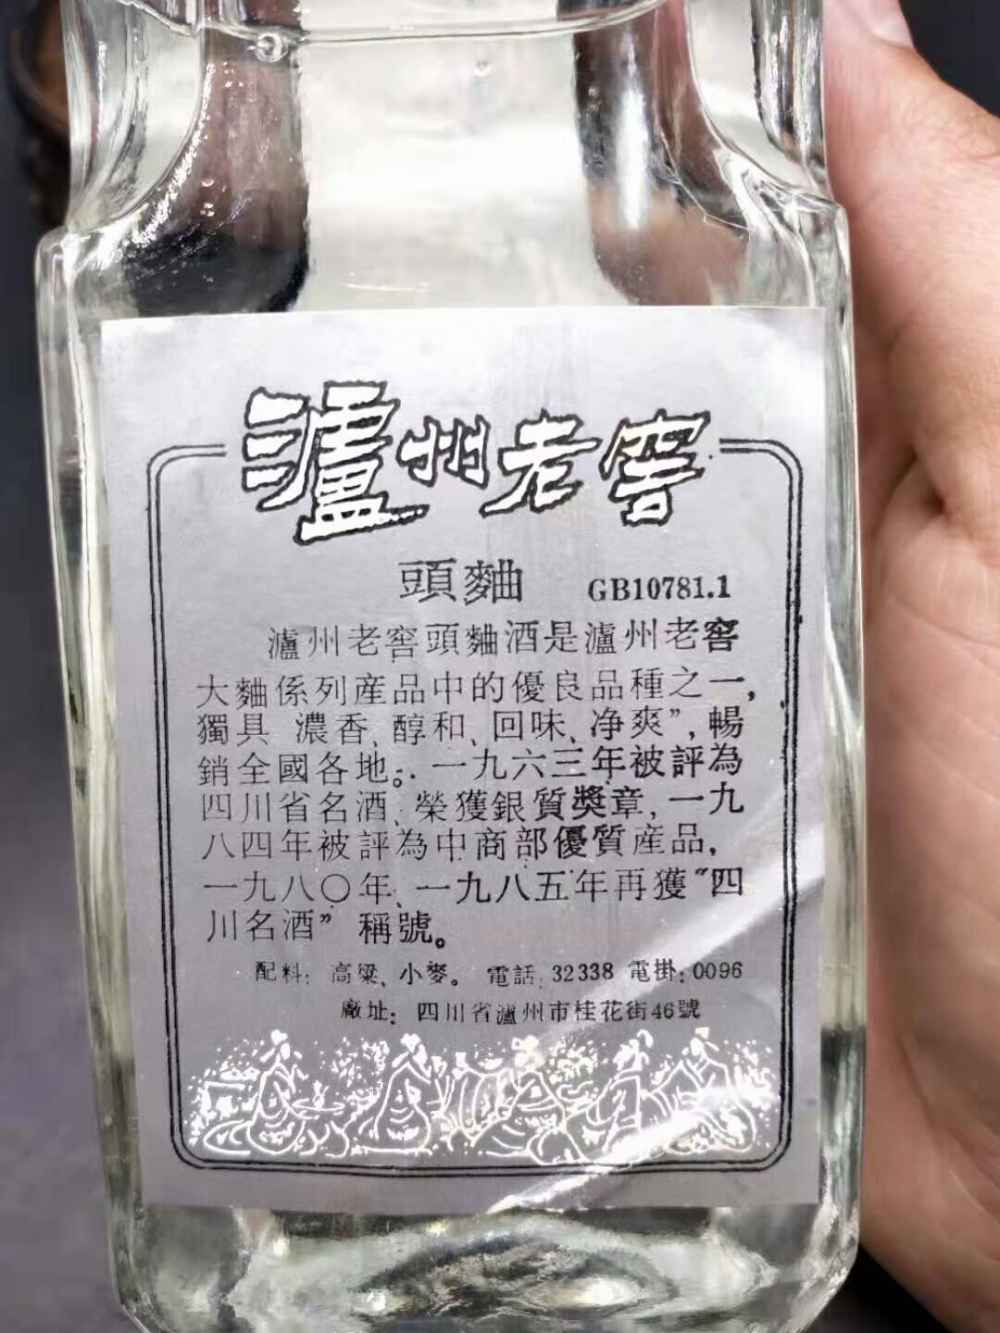 瀘州老窖
頭麯 GB10781.1
瀘州老窖頭麯酒是瀘州老窖
大麯係列産品中的優良品種之一,
獨具 濃香、醇和、回味、净爽”,暢
銷全國各地。. 一九六三年被評為
四川省名酒、榮獲銀質獎章,一九
八四年被評為中商部優質産品,
一九八〇年、一九八五年再獲“四
川名酒” 稱號。
配料: 高粱、小麥。 電話: 32338 電掛: 0096
廠址: 四川省瀘州市桂花街46號